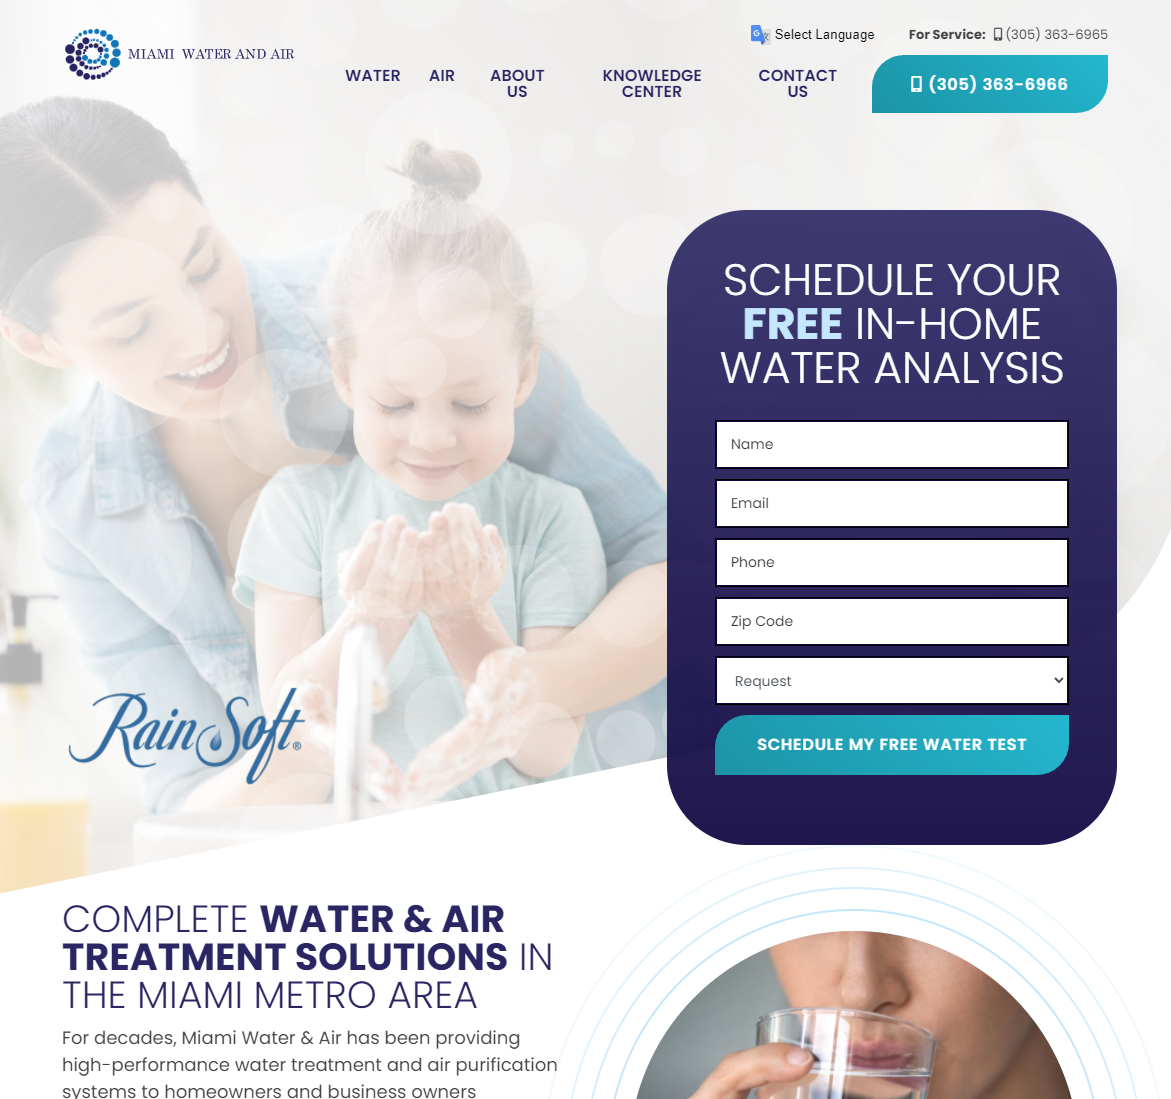 MIAMI WATER AND AIR
Select Language
For Service: (305) 363-6965
WATER
AIR
ABOUT
US
KNOWLEDGE
CENTER
CONTACT
US
(305) 363-6966
SCHEDULE YOUR
FREE IN-HOME
WATER ANALYSIS
Name
Email
Phone
Zip Code
Request
SCHEDULE MY FREE WATER TEST
RainSoft®
COMPLETE WATER & AIR
TREATMENT SOLUTIONS IN
THE MIAMI METRO AREA
For decades, Miami Water & Air has been providing
high-performance water treatment and air purification
systems to homeowners and business owners